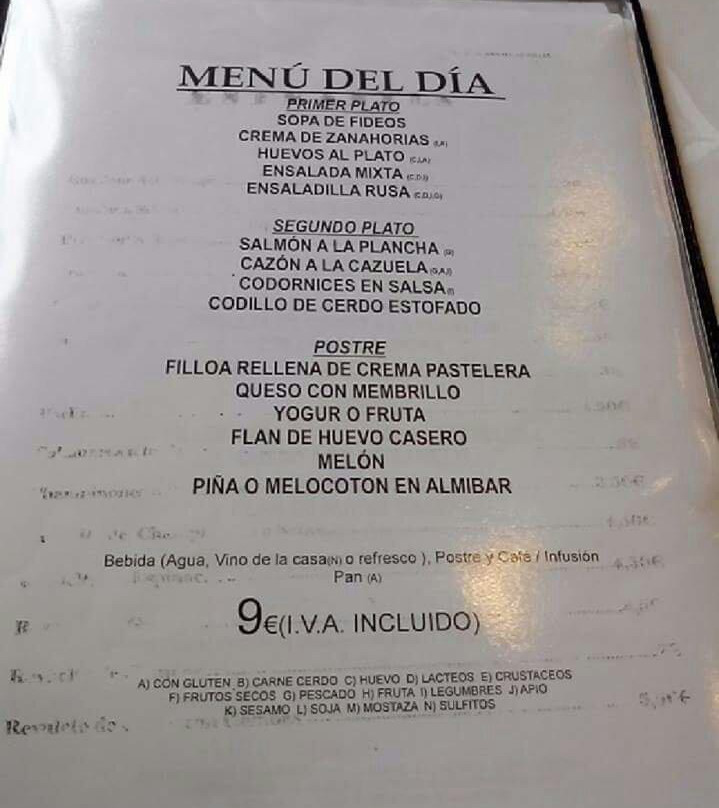 MENÚ DEL DÍA
PRIMER PLATO
SOPA DE FIDEOS
CREMA DE ZANAHORIAS
HUEVOS AL PLATO (C,I,A)
ENSALADA MIXTA (C,D,I)
ENSALADILLA RUSA (C,D,I,G)
SEGUNDO PLATO
SALMÓN A LA PLANCHA (G)
CAZÓN A LA CAZUELA (G,A,I)
CODORNICES EN SALSA (I)
CODILLO DE CERDO ESTOFADO
POSTRE
FILLOA RELLENA DE CREMA PASTELERA
QUESO CON MEMBRILLO
YOGUR O FRUTA
FLAN DE HUEVO CASERO
MELÓN
PIÑA O MELOCOTON EN ALMIBAR
Bebida (Agua, Vino de la casa(N) o refresco ), Postre y Café / Infusión
Pan (A)
9€(I.V.A. INCLUIDO)
A) CON GLUTEN B) CARNE CERDO C) HUEVO D) LACTEOS E) CRUSTACEOS
F) FRUTOS SECOS G) PESCADO H) FRUTA I) LEGUMBRES J) APIO
K) SESAMO L) SOJA M) MOSTAZA N) SULFITOS